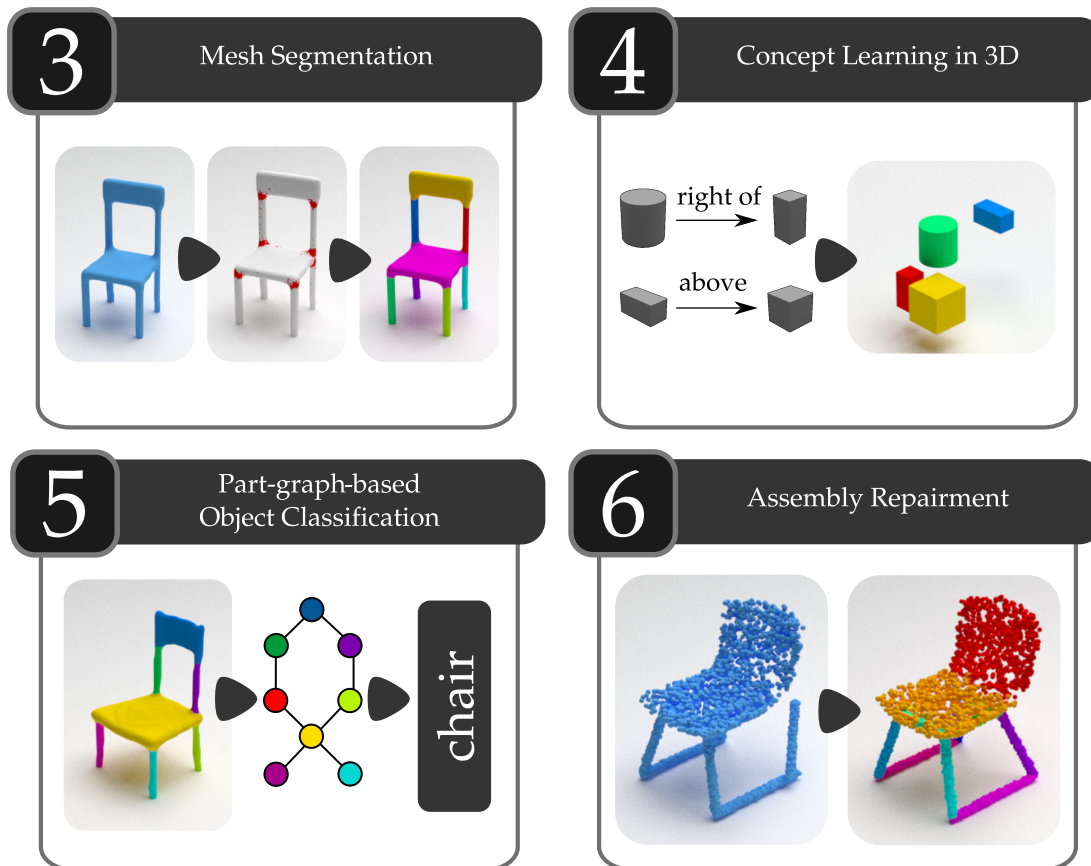 3
Mesh Segmentation
4
Concept Learning in 3D
right of
above
5
Part-graph-based
Object Classification
chair
6
Assembly Repairment